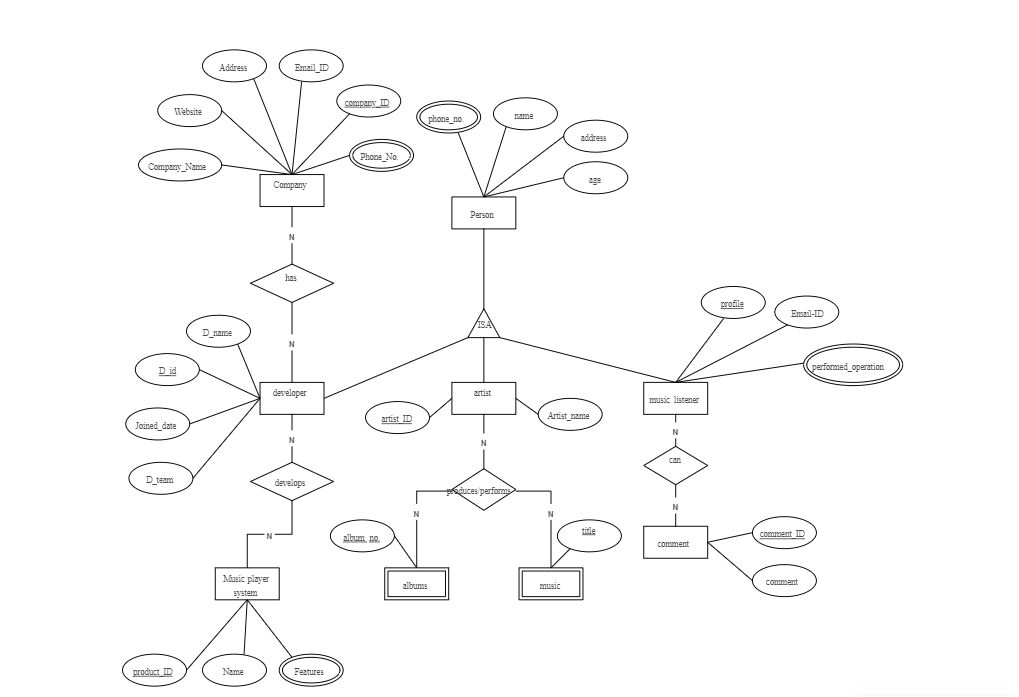 Address
Email_ID
company_ID
Website
phone_no.
name
address
Company_Name
Phone_No.
age
Company
Person
N
has
profile
Email-ID
ISA
D_name
N
performed_operation
D_id
developer
artist
music listener
Joined_date
artist_ID
Artist_name
N
N
N
can
D_team
develops
produces/performs
N
N
N
album_no.
title
comment_ID
N
comment
Music player
system
albums
music
comment
product_ID
Name
Features